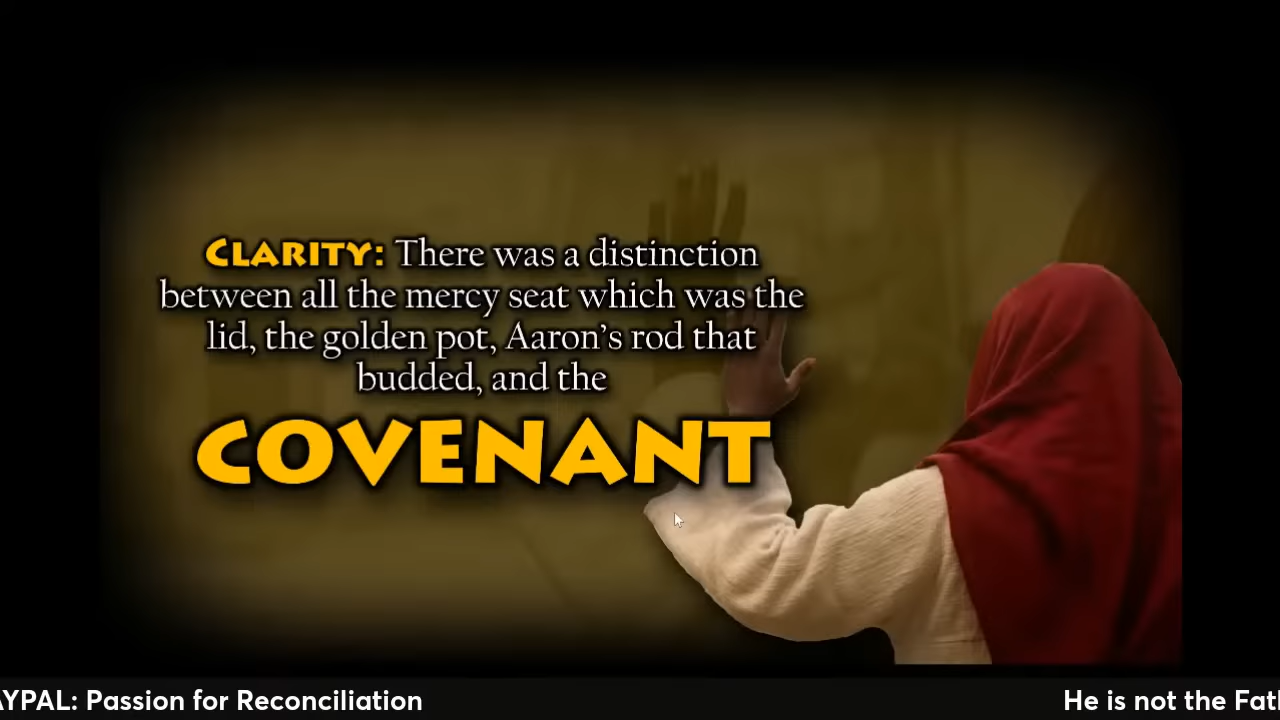 Clarity: There was a distinction
between all the mercy seat which was the
lid, the golden pot, Aaron's rod that
budded, and the
COVENANT
AYPAL: Passion for Reconciliation
He is not the Fat